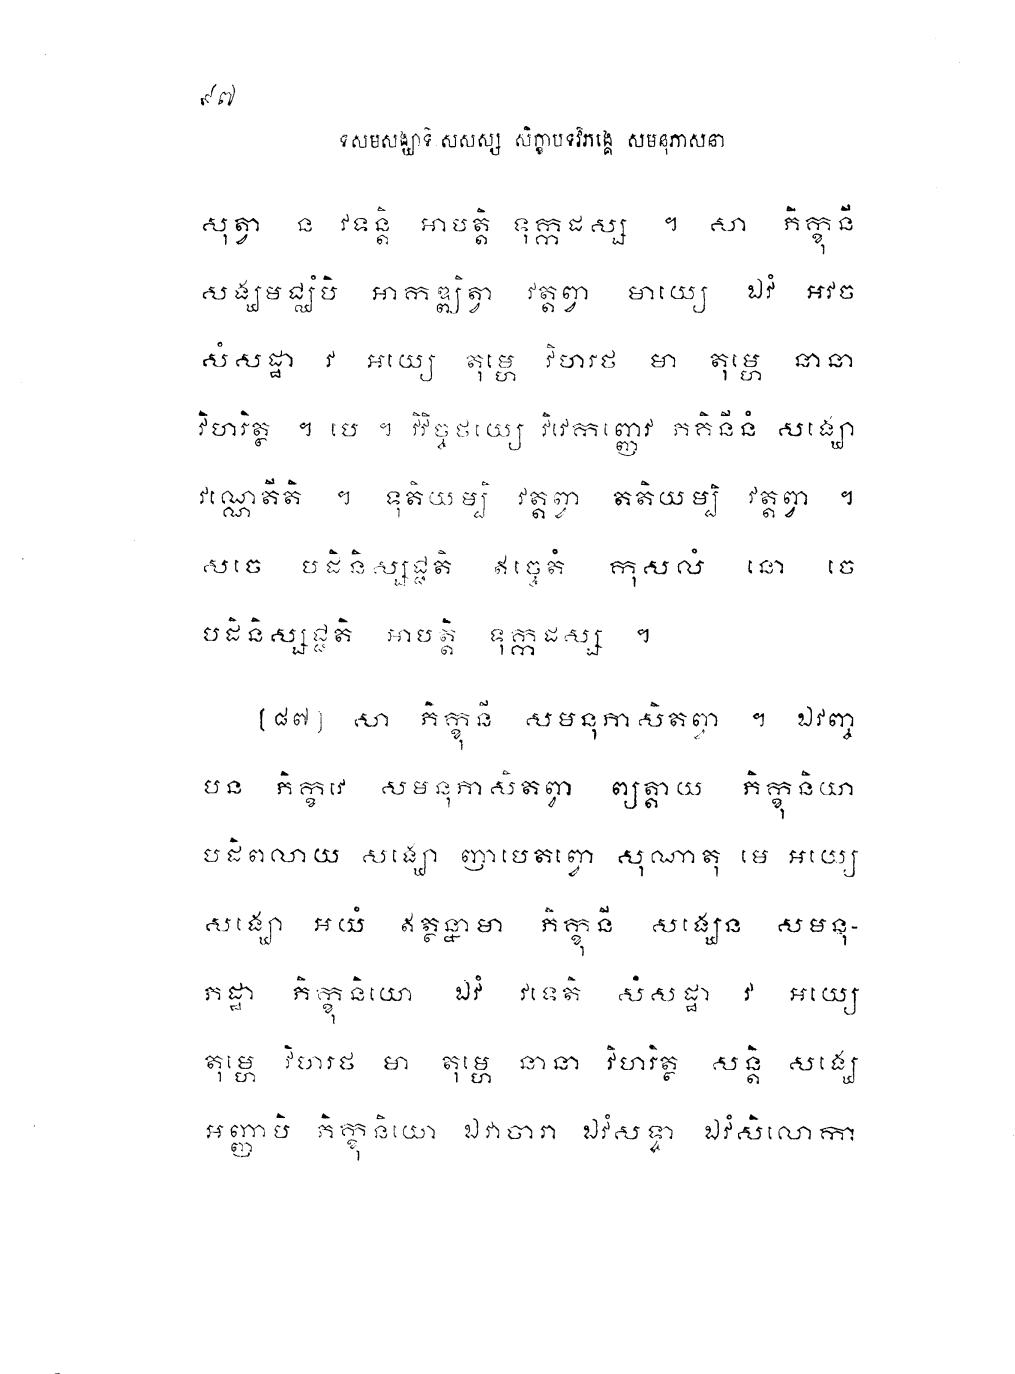 ៩៧
ទសមសង្ឃាទិសេសស្ស សិក្ខាបទវិភង្គេ សមនុភាសនា
សុត្វា ន វទន្តិ អាបត្តិ ទុក្កដស្ស ។ សា ភិក្ខុនី
សង្ឃមជ្ឈំបិ អាកឌ្ឍិត្វា វត្តព្វា មាយ្យេ ឯវំ អវច
សំសដ្ឋា វ អយ្យេ តុម្ហេ វិហរថ មា តុម្ហេ នានា
វិហរិត្ថ ។ បេ ។ វិវិច្ចថយ្យេ វិវេកញ្ញេវ ភគិនីនំ សង្ឃោ
វណ្ណេតីតិ ។ ទុតិយម្បិ វត្តព្វា តតិយម្បិ វត្តព្វា ។
សចេ បដិនិស្សជ្ជតិ ឥច្ចេតំ កុសលំ នោ ចេ
បដិនិស្សជ្ជតិ អាបត្តិ ទុក្កដស្ស ។
(៨៧) សា ភិក្ខុនី សមនុភាសិតព្វា ។ ឯវញ្ច
បន ភិក្ខវេ សមនុភាសិតព្វា ព្យត្តាយ ភិក្ខុនិយា
បដិពលាយ សង្ឃោ ញាបេតព្វោ សុណាតុ មេ អយ្យេ
សង្ឃោ អយំ ឥត្ថន្នាមា ភិក្ខុនី សង្ឃេន សមនុ-
ភដ្ឋា ភិក្ខុនិយោ ឯវំ វទេតិ សំសដ្ឋា វ អយ្យេ
តុម្ហេ វិហរថ មា តុម្ហេ នានា វិហរិត្ថ សន្តិ សង្ឃេ
អញ្ញាបិ ភិក្ខុនិយោ ឯវាចារា ឯវំសទ្ទា ឯវំសិលោកា